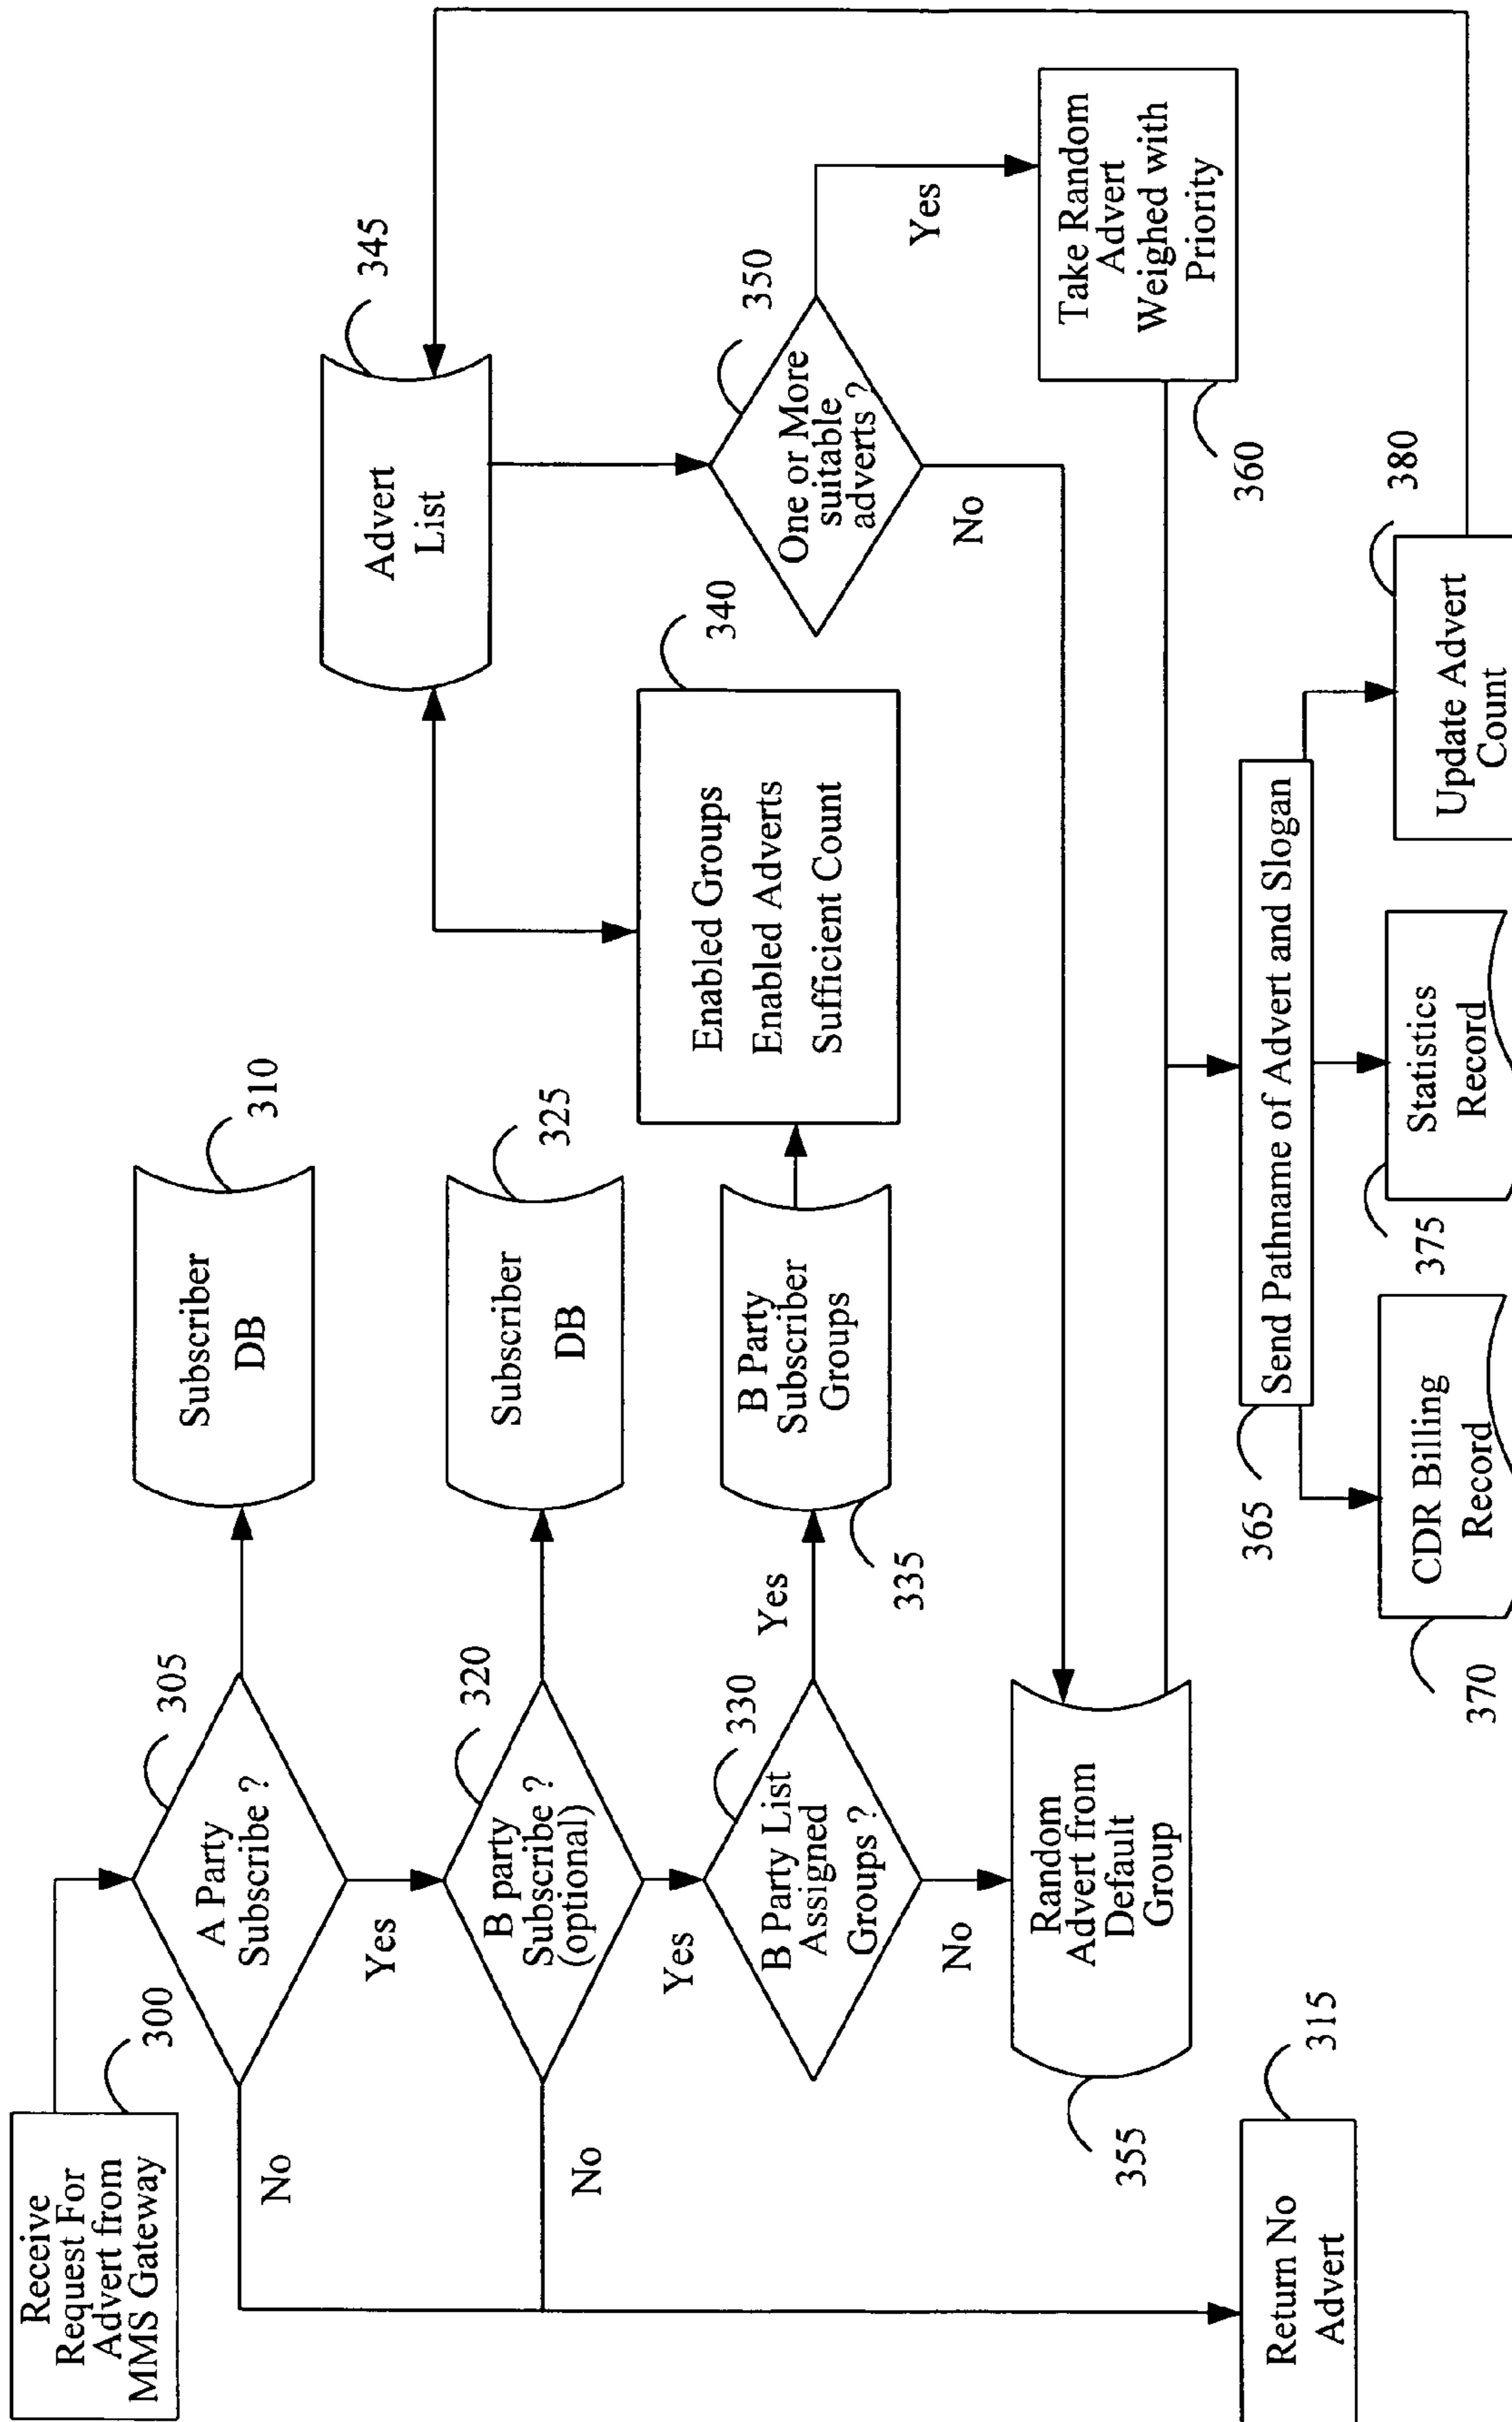 Receive
Request For
Advert from
MMS Gateway
300
A Party
Subscribe ?
305
Subscriber
DB
310
No
Yes
B party
Subscribe ?
(optional)
320
Subscriber
DB
325
No
Yes
B Party List
Assigned
Groups ?
330
Yes
B Party
Subscriber
Groups
335
Enabled Groups
Enabled Adverts
Sufficient Count
340
Advert
List
345
One or More
suitable
adverts ?
350
Yes
No
Take Random
Advert
Weighed with
Priority
360
No
Random
Advert from
Default
Group
355
Return No
Advert
315
Send Pathname of Advert and Slogan
365
CDR Billing
Record
370
Statistics
Record
375
Update Advert
Count
380